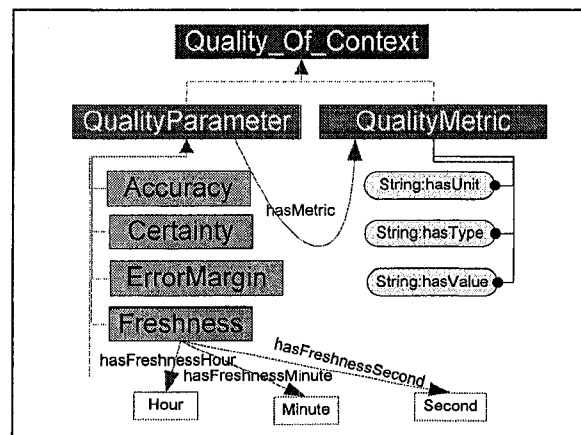 Quality_Of_Context
QualityParameter
QualityMetric
Accuracy
Certainty
ErrorMargin
Freshness
hasMetric
String:hasUnit
String:hasType
String:hasValue
hasFreshnessHour
hasFreshnessMinute
hasFreshnessSecond
Hour
Minute
Second